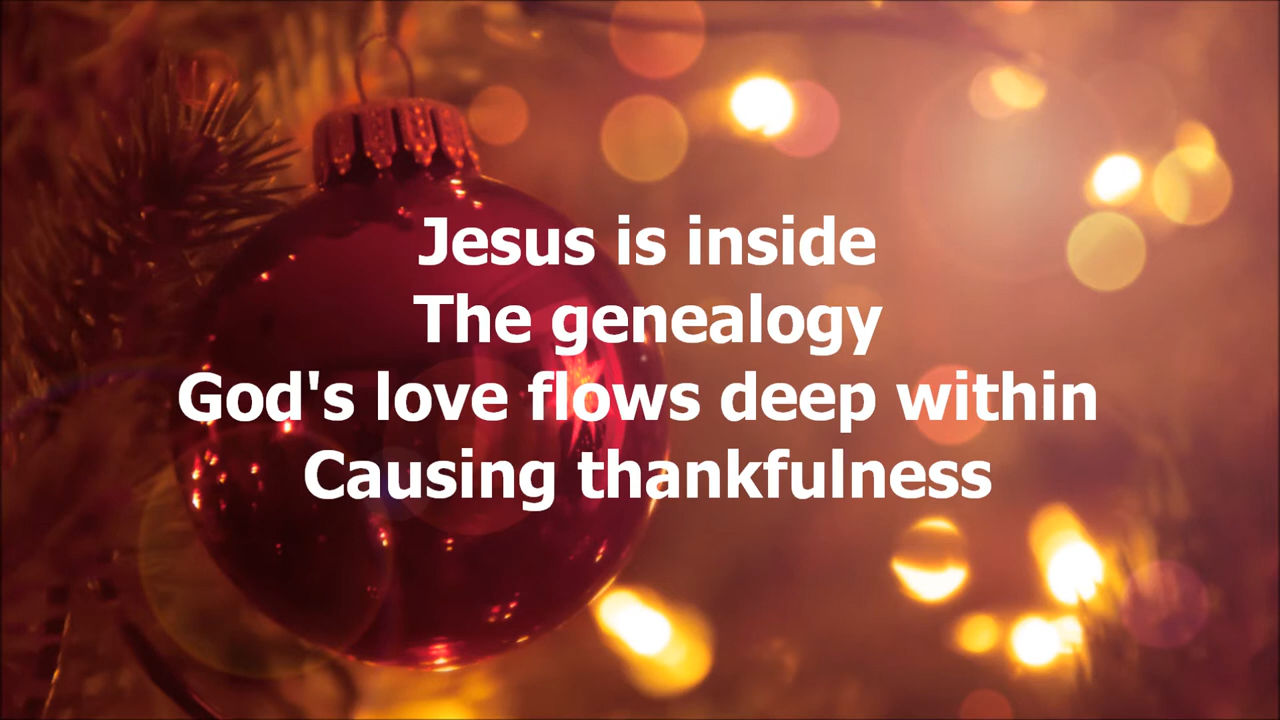 Jesus is inside
The genealogy
God's love flows deep within
Causing thankfulness